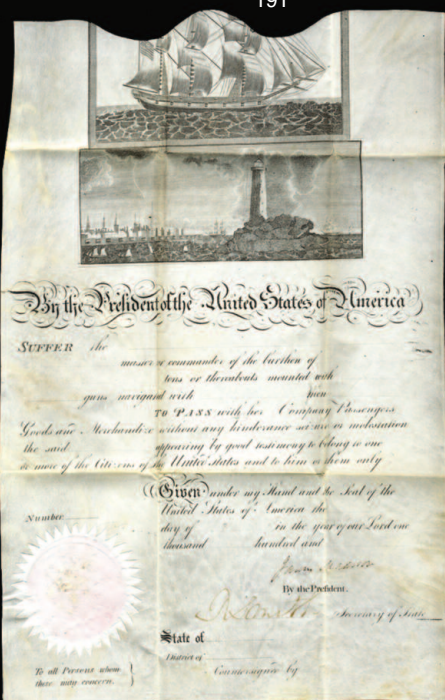 191
By the President of the United States of America
SUFFER the
master or commander of the burthen of
tons or thereabouts mounted with
guns navigated with men
TO PASS with her Company Passengers
Goods and Merchandize without any hinderance seizure or molestation
the said appearing by good testimony to belong to one
or more of the Citizens of the United States and to him or them only
Given under my Hand and the Seal of the
United States of America the
Number
day of in the year of our Lord one
thousand hundred and
James
By the President.
Secretary of State
State of
District of
Countersigned by
To all Persons whom
these may concern.